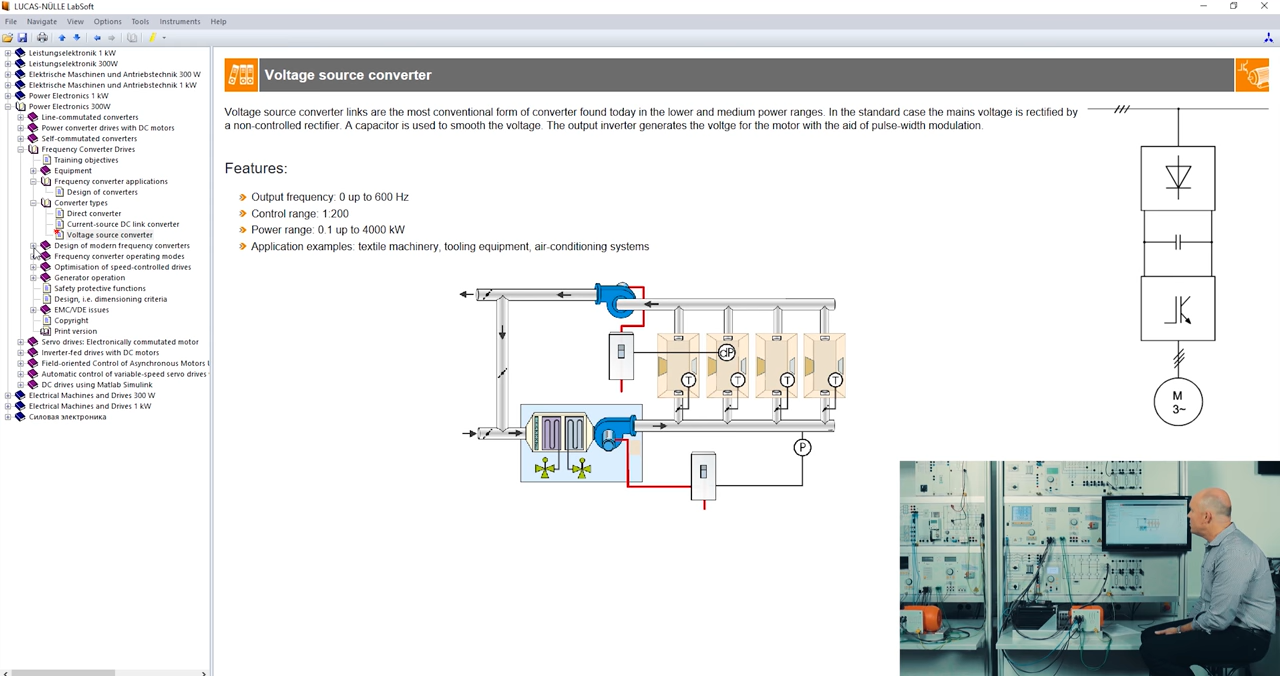 LUCAS-NÜLLE LabSoft
File Navigate View Options Tools Instruments Help
Leistungselektronik 1 kW
Leistungselektronik 300W
Elektrische Maschinen und Antriebstechnik 300 W
Elektrische Maschinen und Antriebstechnik 1 kW
Power Electronics 1 kW
Power Electronics 300W
Line-commutated converters
Power converter drives with DC motors
Self-commutated converters
Frequency Converter Drives
Training objectives
Equipment
Frequency converter applications
Design of converters
Converter types
Direct converter
Current-source DC link converter
Voltage source converter
Design of modern frequency converters
Frequency converter operating modes
Optimisation of speed-controlled drives
Generator operation
Safety protective functions
Design, i.e. dimensioning criteria
EMC/VDE issues
Copyright
Print version
Servo drives: Electronically commutated motor
Inverter-fed drives with DC motors
Field-oriented Control of Asynchronous Motors
Automatic control of variable-speed servo drives
DC drives using Matlab Simulink
Electrical Machines and Drives 300 W
Electrical Machines and Drives 1 kW
Силовая электроника
Voltage source converter
Voltage source converter links are the most conventional form of converter found today in the lower and medium power ranges. In the standard case the mains voltage is rectified by
a non-controlled rectifier. A capacitor is used to smooth the voltage. The output inverter generates the voltge for the motor with the aid of pulse-width modulation.
Features:
Output frequency: 0 up to 600 Hz
Control range: 1:200
Power range: 0.1 up to 4000 kW
Application examples: textile machinery, tooling equipment, air-conditioning systems
dP
T T T T
P
M
3~